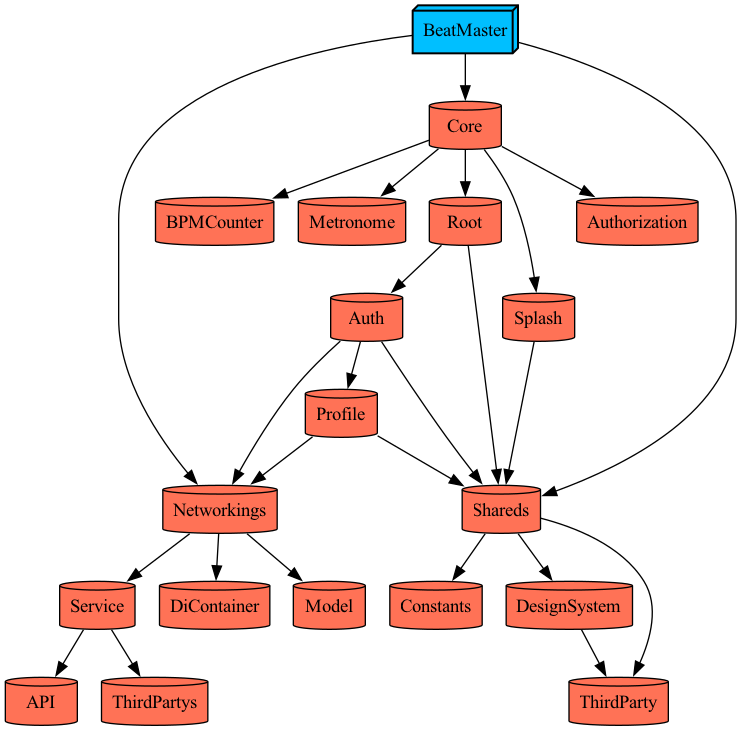 BeatMaster
Core
BPMCounter
Metronome
Root
Authorization
Auth
Splash
Profile
Networkings
Shareds
Service
DiContainer
Model
Constants
DesignSystem
API
ThirdPartys
ThirdParty